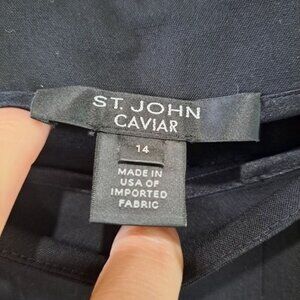 ST. JOHN
CAVIAR
14
MADE IN
USA OF
IMPORTED
FABRIC